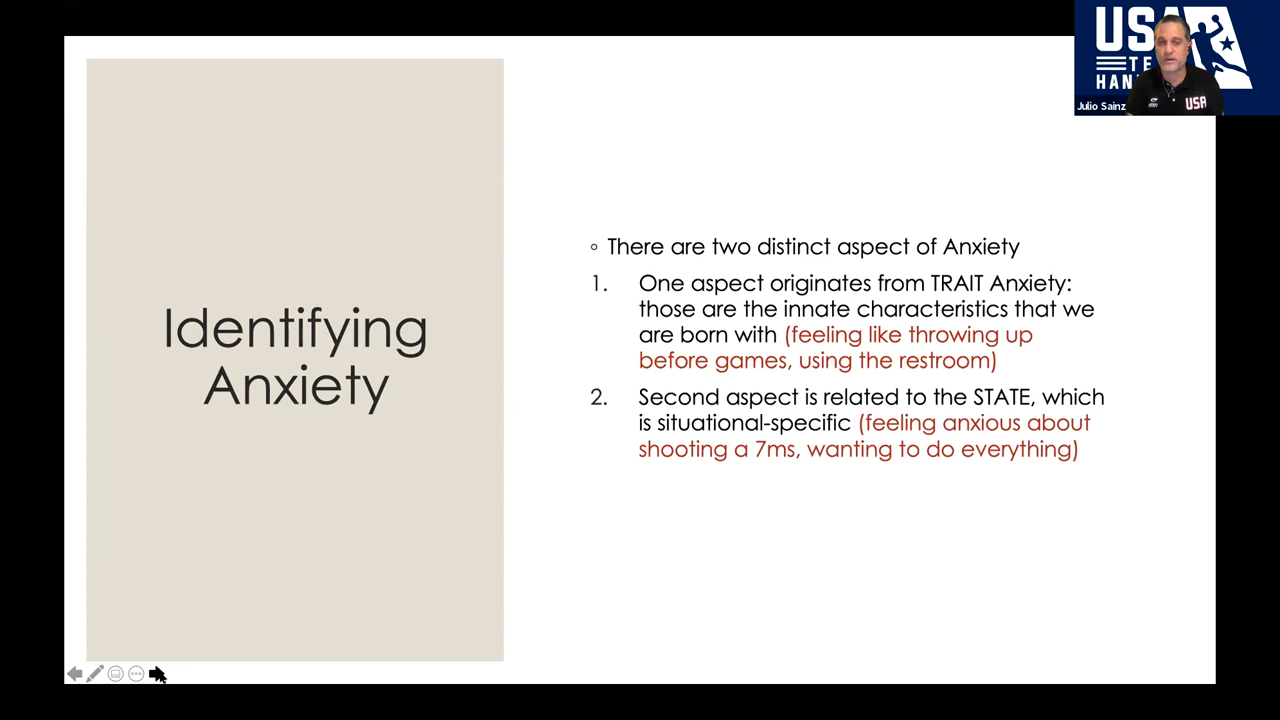 USA
TE
HAN
USA
Julio Sainz
Identifying
Anxiety
◦ There are two distinct aspect of Anxiety
1. One aspect originates from TRAIT Anxiety:
those are the innate characteristics that we
are born with (feeling like throwing up
before games, using the restroom)
2. Second aspect is related to the STATE, which
is situational-specific (feeling anxious about
shooting a 7ms, wanting to do everything)